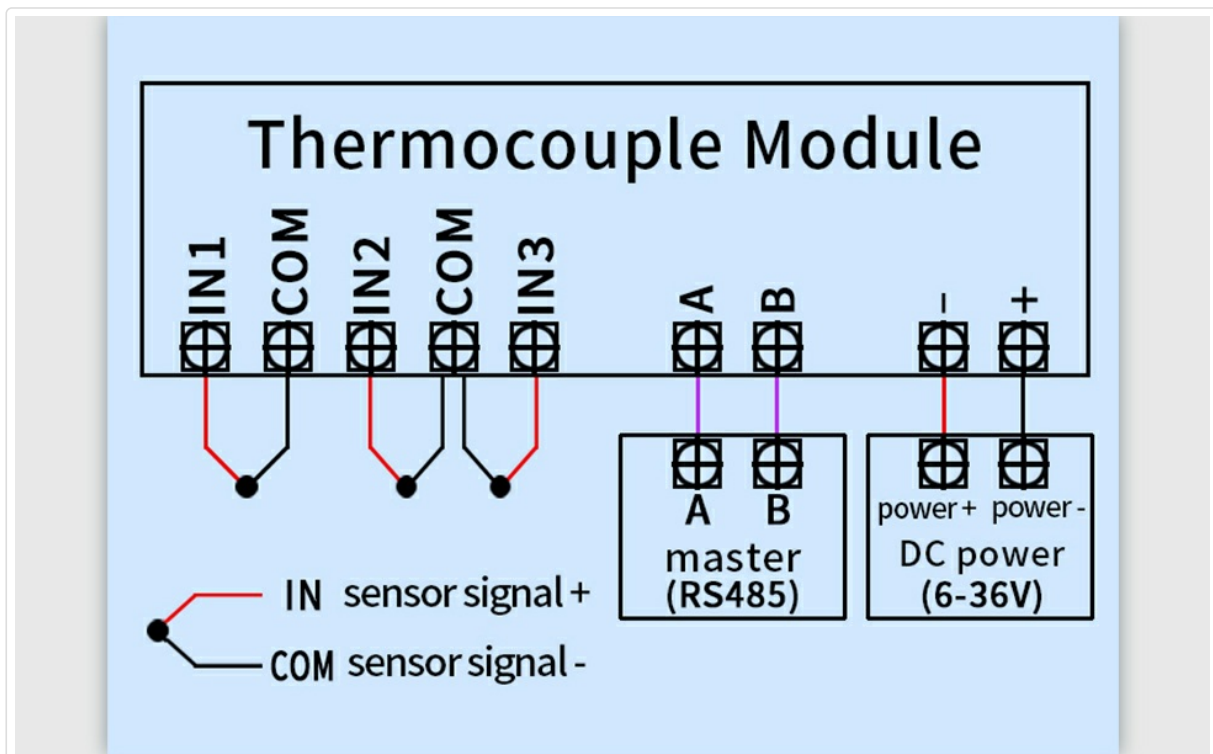 Thermocouple Module
IN1 COM IN2 COM IN3 A B - +
A B
master
(RS485)
power+ power-
DC power
(6-36V)
IN sensor signal+
COM sensor signal-